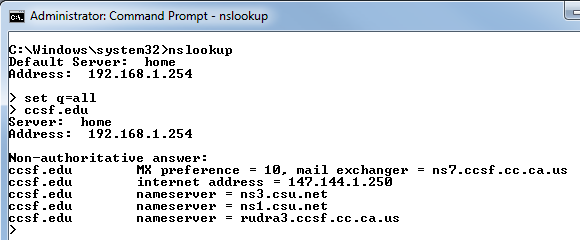 Administrator: Command Prompt - nslookup
C:\Windows\system32>nslookup
Default Server:  home
Address:  192.168.1.254
> set q=all
> ccsf.edu
Server:  home
Address:  192.168.1.254
Non-authoritative answer:
ccsf.edu        MX preference = 10, mail exchanger = ns7.ccsf.cc.ca.us
ccsf.edu        internet address = 147.144.1.250
ccsf.edu        nameserver = ns3.csu.net
ccsf.edu        nameserver = ns1.csu.net
ccsf.edu        nameserver = rudra3.ccsf.cc.ca.us
>